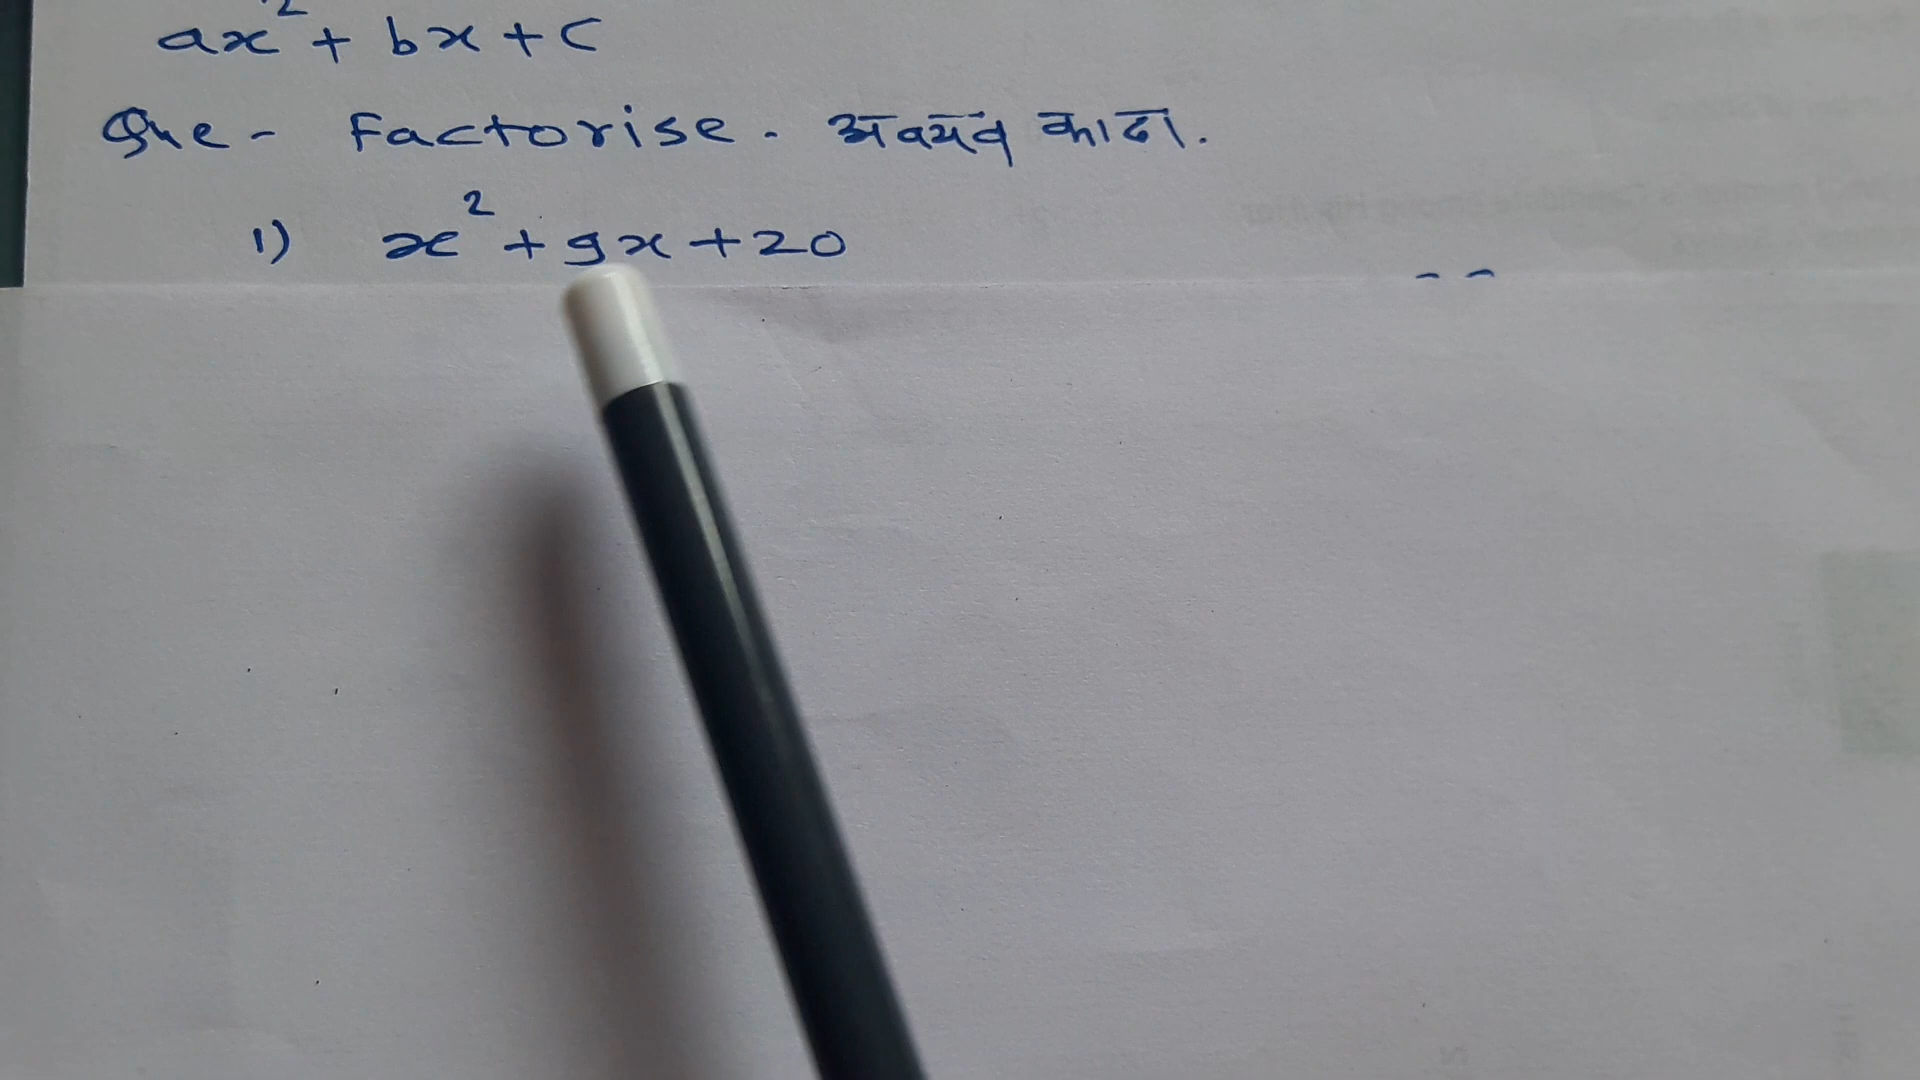 ax² + bx + c
Que - Factorise. अवयव काढा.
1) x² + 9x + 20